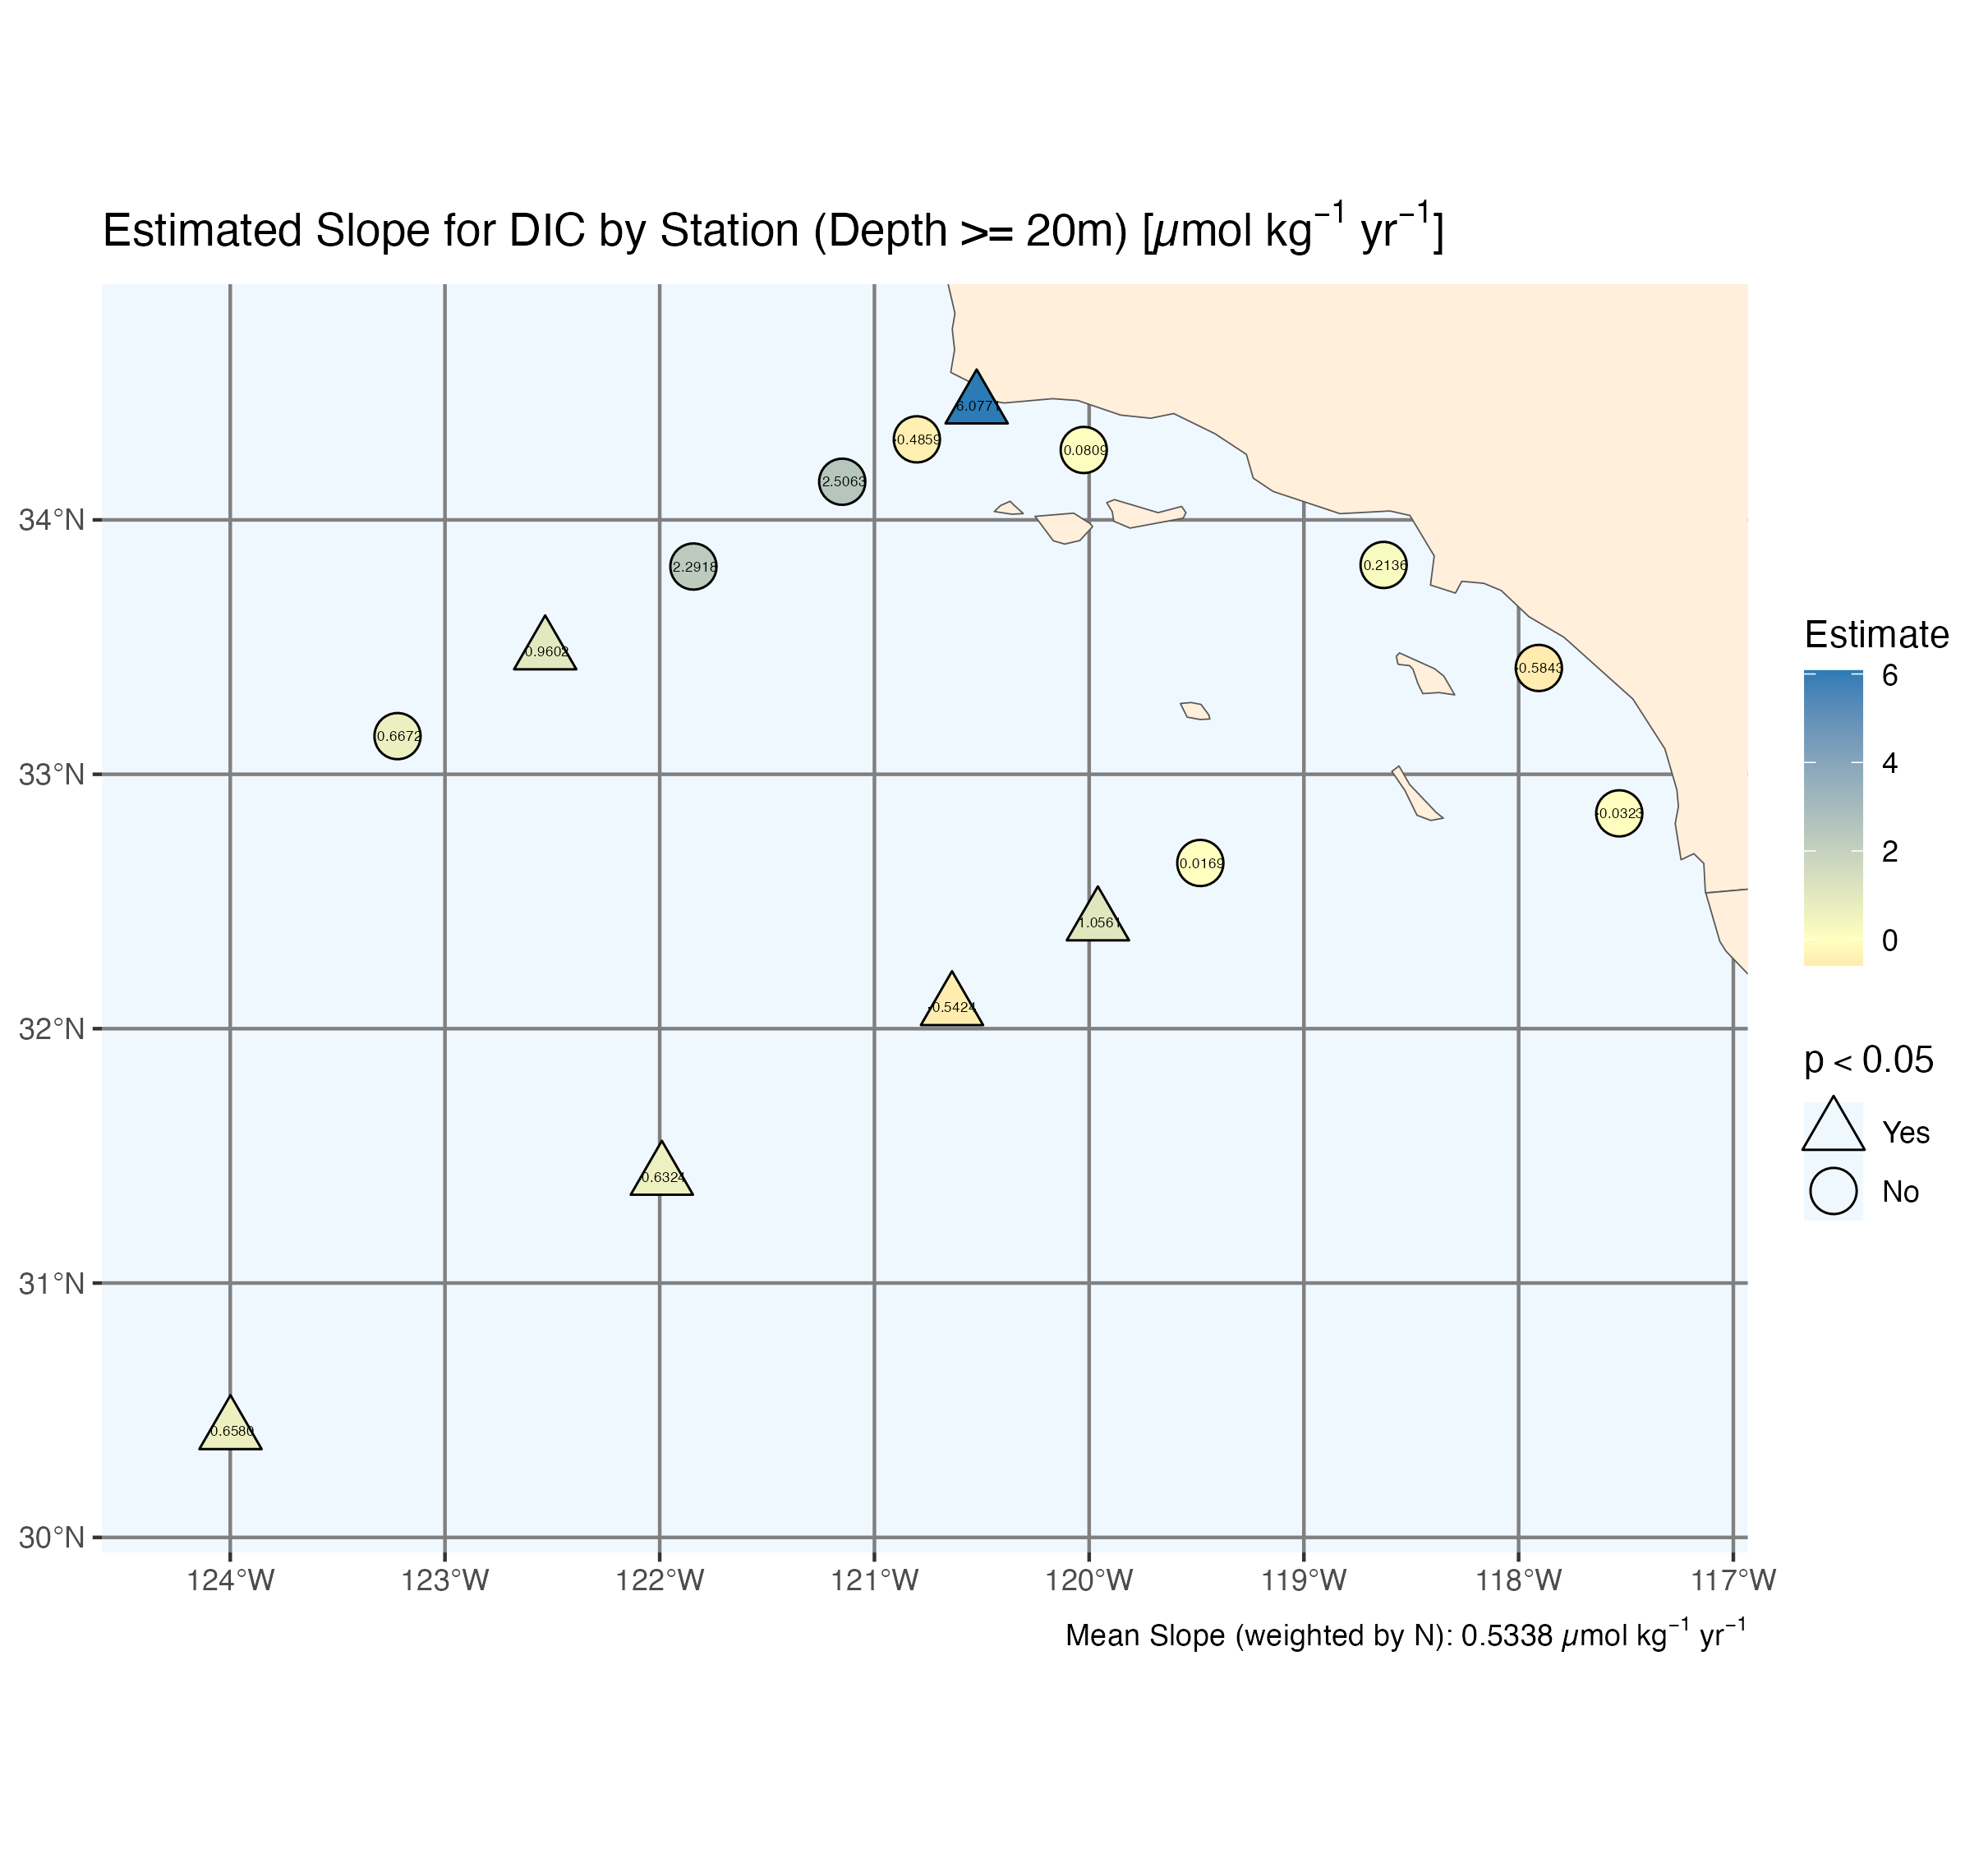 Estimated Slope for DIC by Station (Depth >= 20m) [µmol kg⁻¹ yr⁻¹]
6.0771
-0.4859
0.0809
2.5063
34°N
2.2918
0.2136
0.9602
-0.5843
0.6672
33°N
-0.0323
0.0169
1.0561
-0.5424
32°N
0.6324
31°N
0.6580
30°N
124°W 123°W 122°W 121°W 120°W 119°W 118°W 117°W
Mean Slope (weighted by N): 0.5338 µmol kg⁻¹ yr⁻¹
Estimate
6
4
2
0
p < 0.05
Yes
No